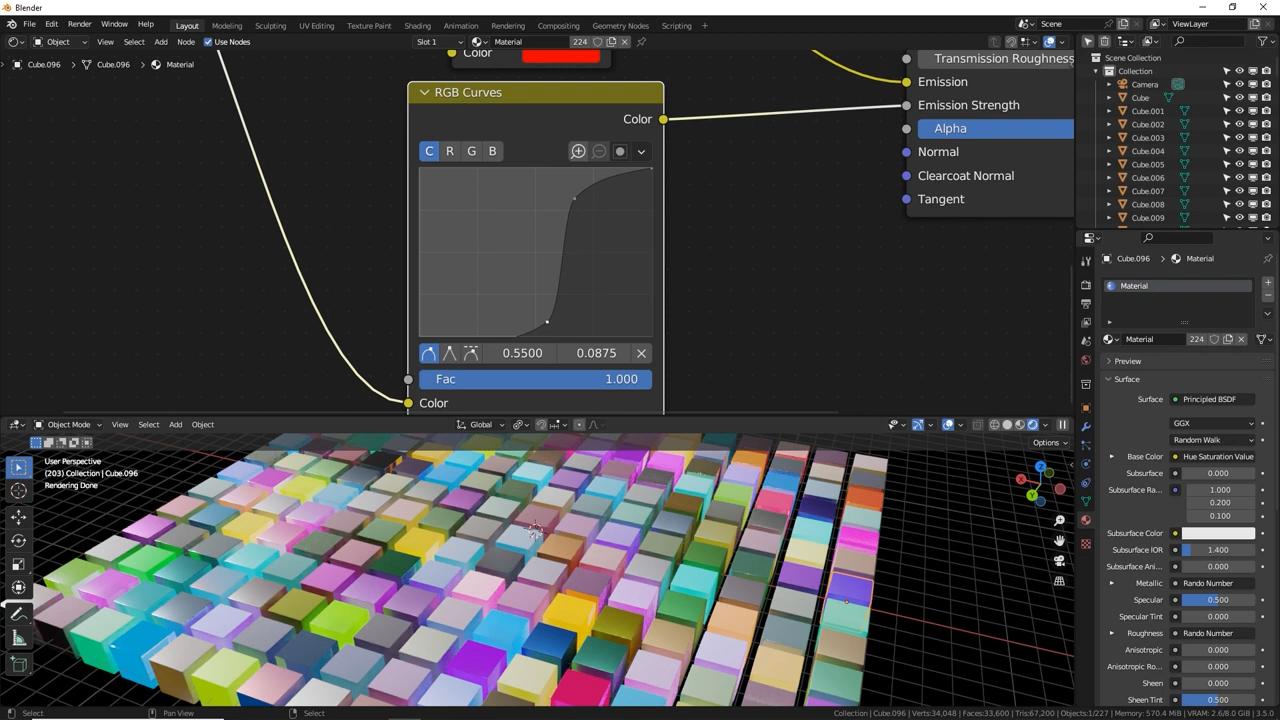 Blender
File Edit Render Window Help Layout Modeling Sculpting UV Editing Texture Paint Shading Animation Rendering Compositing Geometry Nodes Scripting + Scene ViewLayer
Object View Select Add Node Use Nodes Slot 1 Material 224
Cube.096 > Cube.096 > Material
Color
RGB Curves
Color
C R G B
0.5500 0.0875
Fac 1.000
Color
Transmission Roughness
Emission
Emission Strength
Alpha
Normal
Clearcoat Normal
Tangent
Scene Collection
Collection
Camera
Cube
Cube.001
Cube.002
Cube.003
Cube.004
Cube.005
Cube.006
Cube.007
Cube.008
Cube.009
Cube.096 > Material
Material
Material 224
Preview
Surface
Surface Principled BSDF
GGX
Random Walk
Base Color Hue Saturation Value
Subsurface 0.000
Subsurface Ra... 1.000
0.200
0.100
Subsurface Color
Subsurface IOR 1.400
Subsurface Ani... 0.000
Metallic Rando Number
Specular 0.500
Specular Tint 0.000
Roughness Rando Number
Anisotropic 0.000
Anisotropic Ro... 0.000
Sheen 0.000
Sheen Tint 0.500
Object Mode View Select Add Object Global
Options
User Perspective
(203) Collection | Cube.096
Rendering Done
Z
X
Y
Select Pan View Select Collection | Cube.096 | Verts:34,048 | Faces:33,600 | Tris:67,200 | Objects:1/227 | Memory: 570.4 MiB | VRAM: 2.6/8.0 GiB | 3.5.0